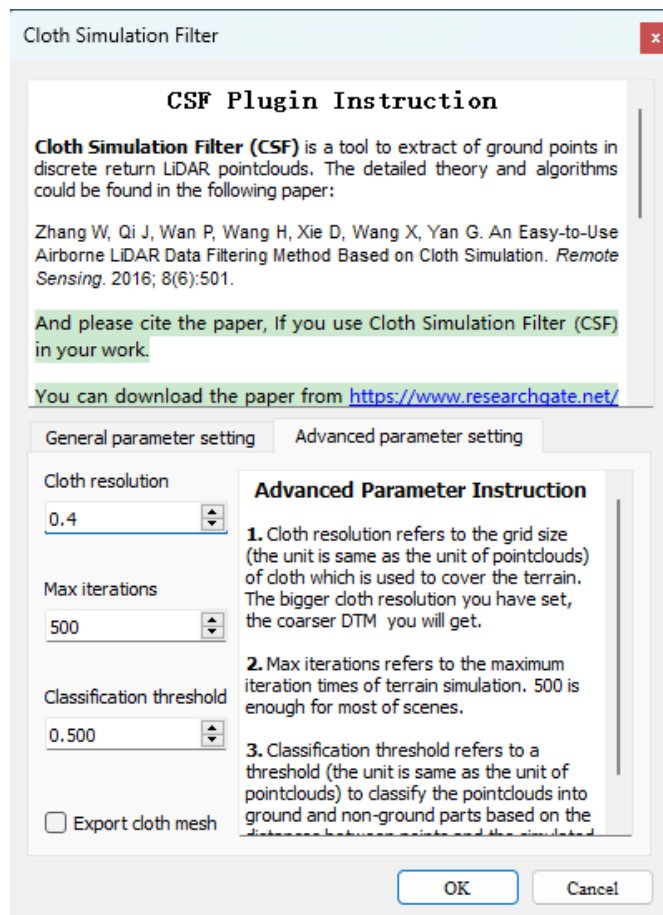 Cloth Simulation Filter
x
CSF Plugin Instruction
Cloth Simulation Filter (CSF) is a tool to extract of ground points in
discrete return LiDAR pointclouds. The detailed theory and algorithms
could be found in the following paper:
Zhang W, Qi J, Wan P, Wang H, Xie D, Wang X, Yan G. An Easy-to-Use
Airborne LiDAR Data Filtering Method Based on Cloth Simulation. Remote
Sensing. 2016; 8(6):501.
And please cite the paper, If you use Cloth Simulation Filter (CSF)
in your work.
You can download the paper from https://www.researchgate.net/
General parameter setting
Advanced parameter setting
Cloth resolution
0.4
Max iterations
500
Classification threshold
0.500
Export cloth mesh
Advanced Parameter Instruction
1. Cloth resolution refers to the grid size
(the unit is same as the unit of pointclouds)
of cloth which is used to cover the terrain.
The bigger cloth resolution you have set,
the coarser DTM you will get.
2. Max iterations refers to the maximum
iteration times of terrain simulation. 500 is
enough for most of scenes.
3. Classification threshold refers to a
threshold (the unit is same as the unit of
pointclouds) to classify the pointclouds into
ground and non-ground parts based on the
distances between points and the simulated
OK
Cancel